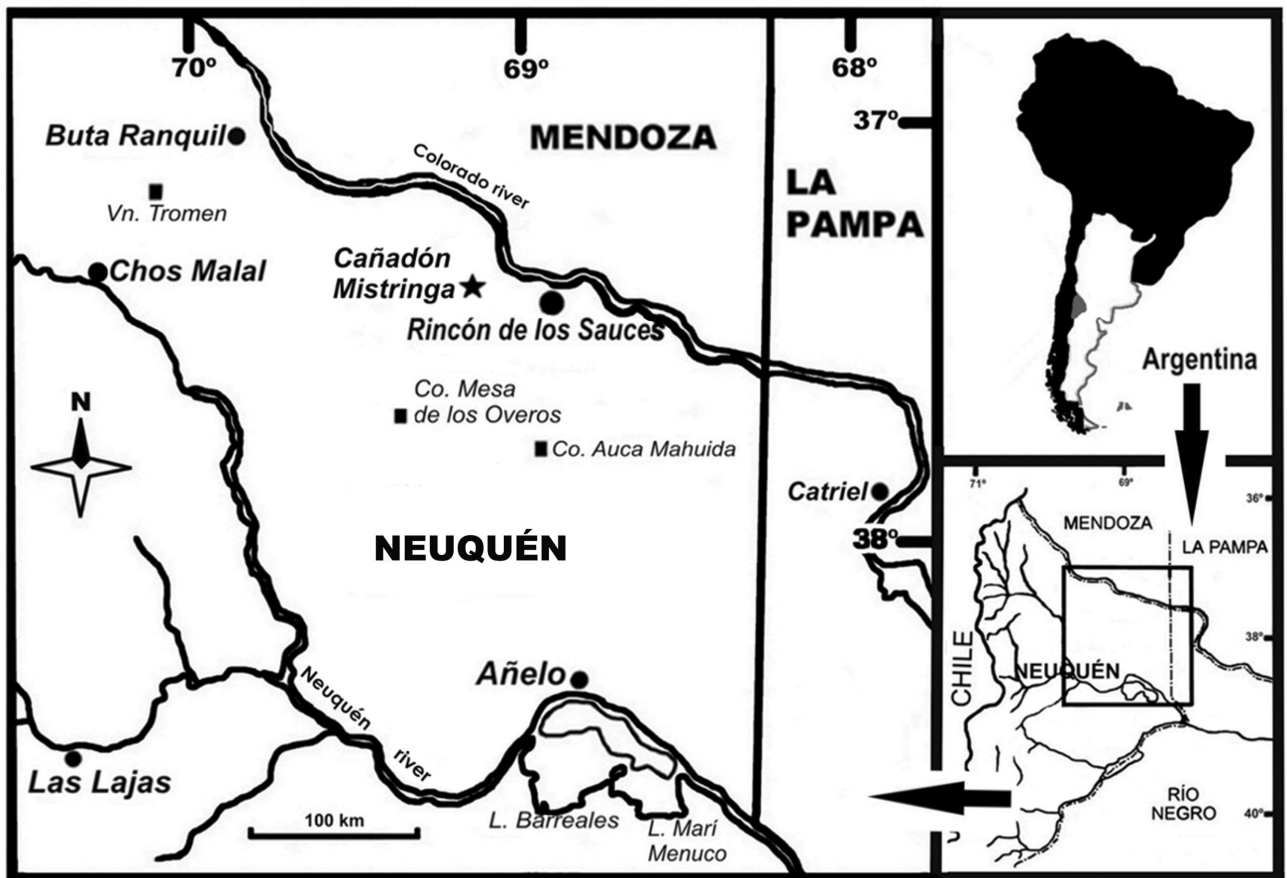 70º
69º
68º
37º
Buta Ranquil
MENDOZA
Colorado river
LA
PAMPA
Vn. Tromen
Chos Malal
Cañadón
Mistringa
Rincón de los Sauces
Co. Mesa
de los Overos
N
Co. Auca Mahuida
Catriel
38º
NEUQUÉN
Añelo
Neuquén
river
Las Lajas
100 km
L. Barreales
L. Marí
Menuco
Argentina
71º
69º
36º
MENDOZA
LA PAMPA
38º
CHILE
NEUQUÉN
RÍO
NEGRO
40º